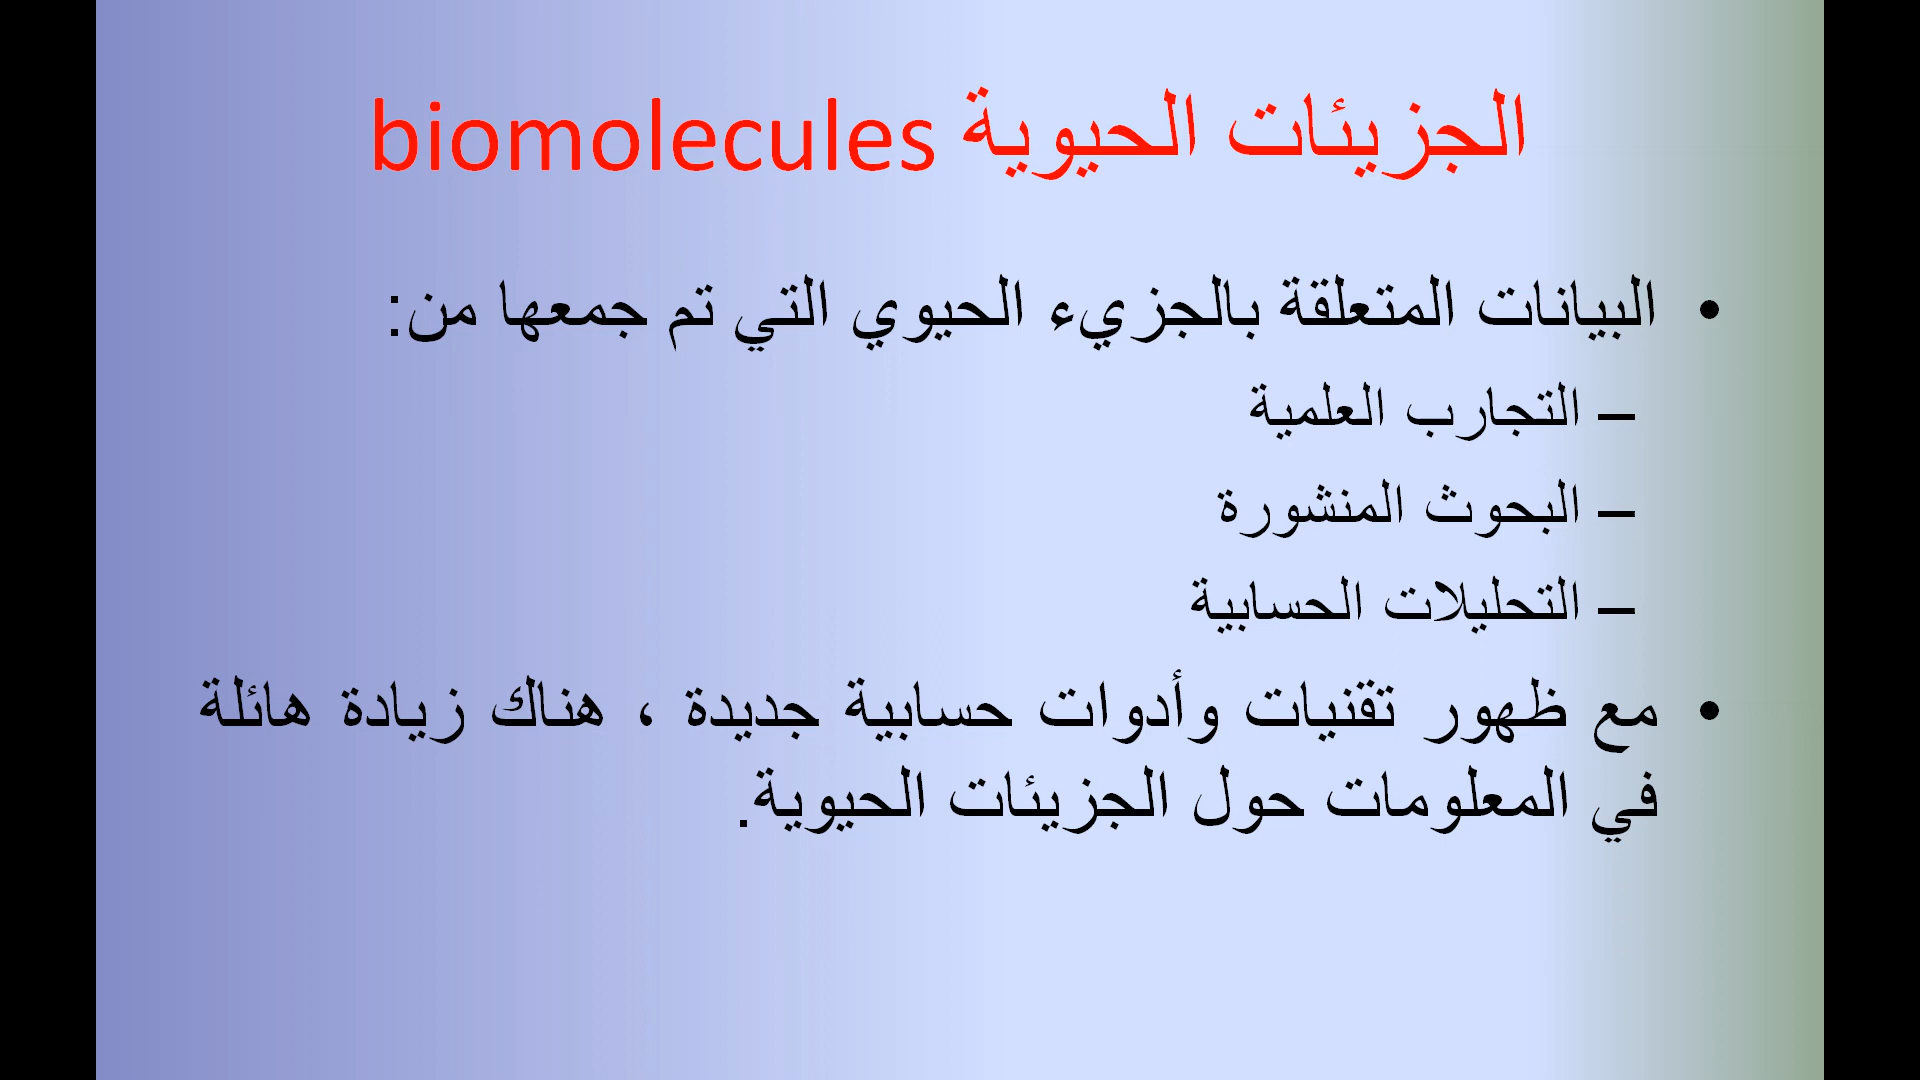 الجزيئات الحيوية biomolecules
• البيانات المتعلقة بالجزيء الحيوي التي تم جمعها من:
– التجارب العلمية
– البحوث المنشورة
– التحليلات الحسابية
• مع ظهور تقنيات وأدوات حسابية جديدة ، هناك زيادة هائلة
في المعلومات حول الجزيئات الحيوية.